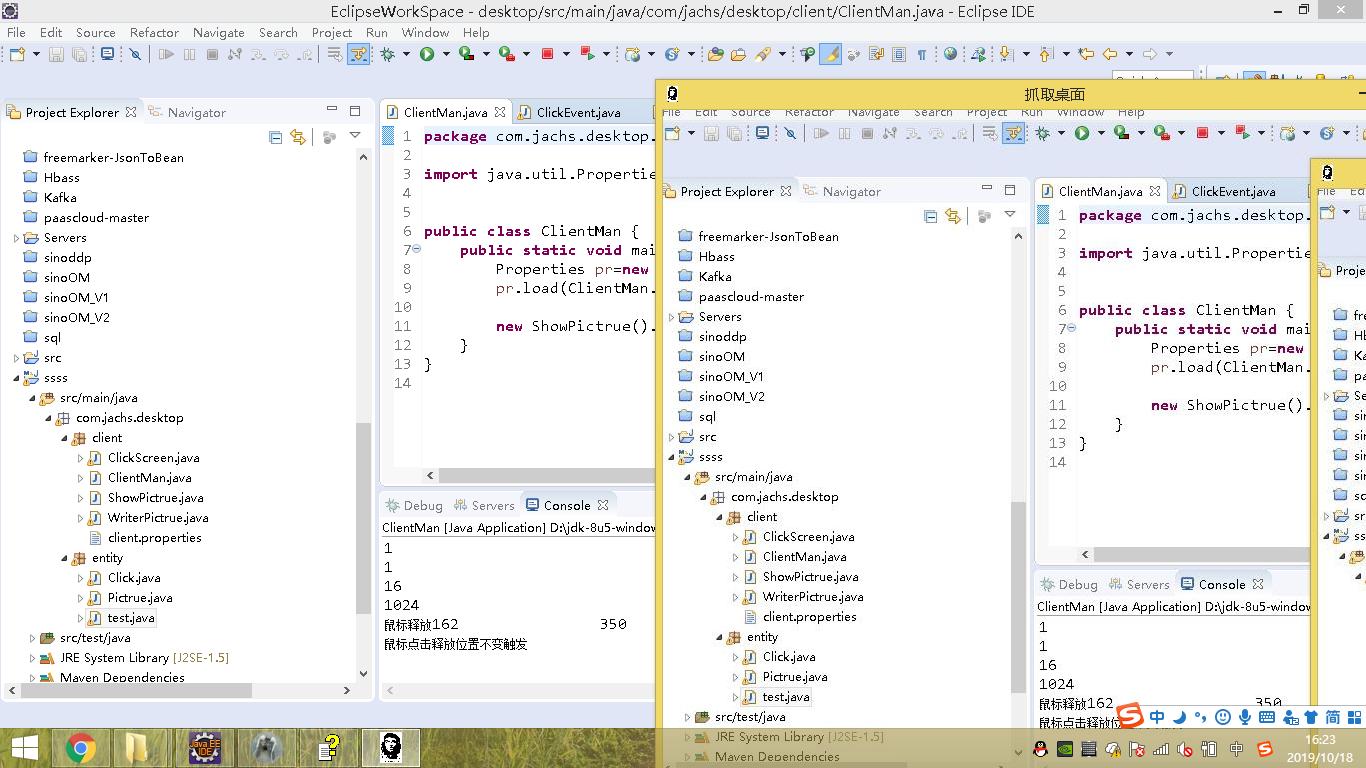 EclipseWorkSpace - desktop/src/main/java/com/jachs/desktop/client/ClientMan.java - Eclipse IDE
File Edit Source Refactor Navigate Search Project Run Window Help
Project Explorer Navigator
freemarker-JsonToBean
Hbass
Kafka
paascloud-master
Servers
sinoddp
sinoOM
sinoOM_V1
sinoOM_V2
sql
src
ssss
src/main/java
com.jachs.desktop
client
ClickScreen.java
ClientMan.java
ShowPictrue.java
WriterPictrue.java
client.properties
entity
Click.java
Pictrue.java
test.java
src/test/java
JRE System Library [J2SE-1.5]
Maven Dependencies
ClientMan.java ClickEvent.java
1 package com.jachs.desktop.
2
3 import java.util.Propertie
4
5
6 public class ClientMan {
7 public static void mai
8 Properties pr=new
9 pr.load(ClientMan.
10
11 new ShowPictrue().
12 }
13 }
14
Debug Servers Console
ClientMan [Java Application] D:\jdk-8u5-window
1
1
16
1024
鼠标释放162 350
鼠标点击释放位置不变触发
抓取桌面
File Edit Source Refactor Navigate Search Project Run Window Help
Project Explorer Navigator
freemarker-JsonToBean
Hbass
Kafka
paascloud-master
Servers
sinoddp
sinoOM
sinoOM_V1
sinoOM_V2
sql
src
ssss
src/main/java
com.jachs.desktop
client
ClickScreen.java
ClientMan.java
ShowPictrue.java
WriterPictrue.java
client.properties
entity
Click.java
Pictrue.java
test.java
src/test/java
JRE System Library [J2SE-1.5]
Maven Dependencies
ClientMan.java ClickEvent.java
1 package com.jachs.desktop.
2
3 import java.util.Propertie
4
5
6 public class ClientMan {
7 public static void mai
8 Properties pr=new
9 pr.load(ClientMan.
10
11 new ShowPictrue().
12 }
13 }
14
Debug Servers Console
ClientMan [Java Application] D:\jdk-8u5-window
1
1
16
1024
鼠标释放162 350
鼠标点击释放位
File Ed
Proje
fre
Hb
Ka
pa
Se
sir
sir
sir
sir
sc
sr
ss
中 简
Java EE
IDE
中
16:23
2019/10/18